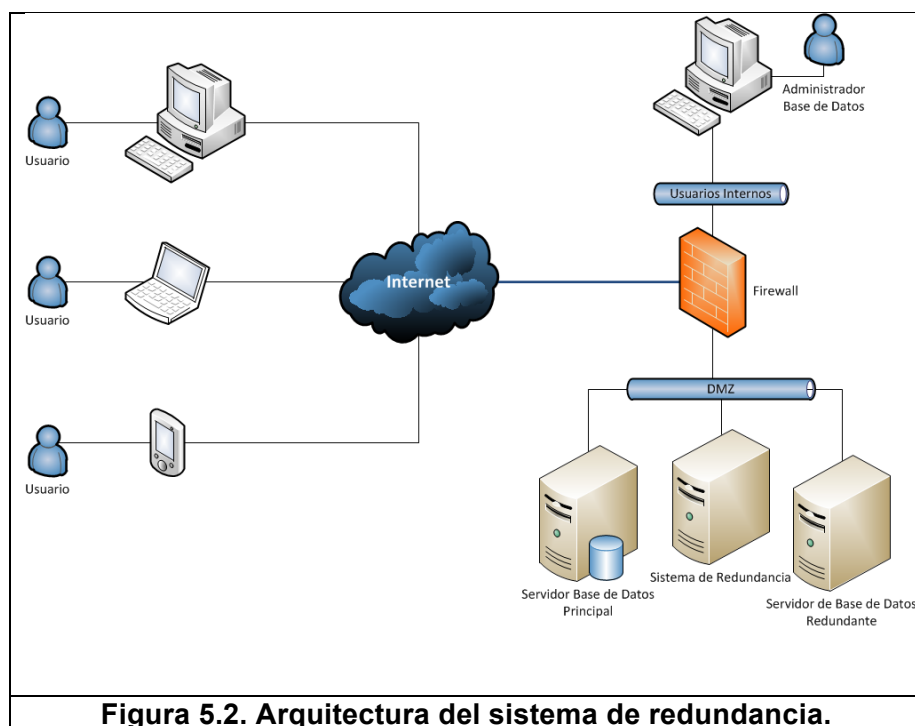 Administrador
Base de Datos
Usuario
Usuarios Internos
Usuario
Internet
Firewall
DMZ
Usuario
Servidor Base de Datos
Principal
Sistema de Redundancia
Servidor de Base de Datos
Redundante
Figura 5.2. Arquitectura del sistema de redundancia.